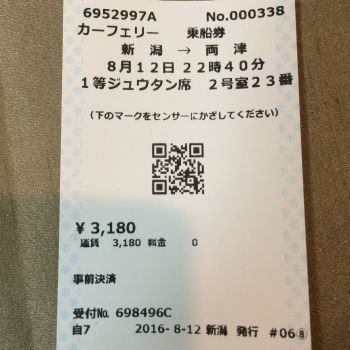 6952997A No.000338
カーフェリー 乗船券
新潟 → 両津
8月12日 22時40分
1等ジュウタン席 2号室23番
(下のマークをセンサーにかざしてください)
¥3,180
運賃 3,180 料金 0
事前決済
受付No. 698496C
自7 2016- 8-12 新潟 発行 #06⑧